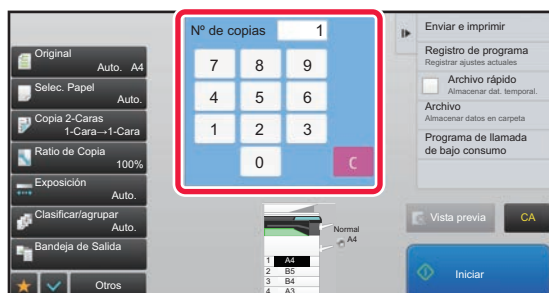 Original
Auto. A4
Selec. Papel
Auto.
Copia 2-Caras
1-Cara→1-Cara
Ratio de Copia
100%
Exposición
Auto.
Clasificar/agrupar
Auto.
Bandeja de Salida
Otros
Nº de copias 1
7 8 9
4 5 6
1 2 3
0 C
Normal
A4
1 A4
2 B5
3 B4
4 A3
Enviar e imprimir
Registro de programa
Registrar ajustes actuales
Archivo rápido
Almacenar dat. temporal.
Archivo
Almacenar datos en carpeta
Programa de llamada
de bajo consumo
Vista previa CA
Iniciar